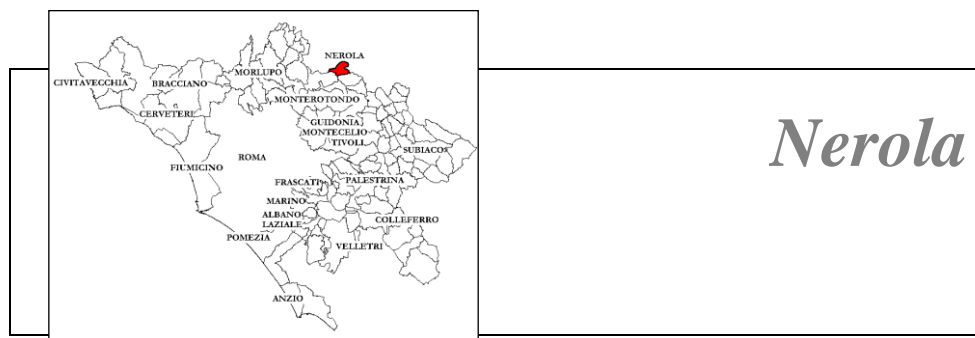 NEROLA
MORLUPO
CIVITAVECCHIA
BRACCIANO
MONTEROTONDO
CERVETERI
GUIDONIA
MONTECELIO
TIVOLI
SUBIACO
ROMA
FIUMICINO
FRASCATI
PALESTRINA
MARINO
ALBANO
LAZIALE
COLLEFERRO
POMEZIA
VELLETRI
ANZIO
Nerola